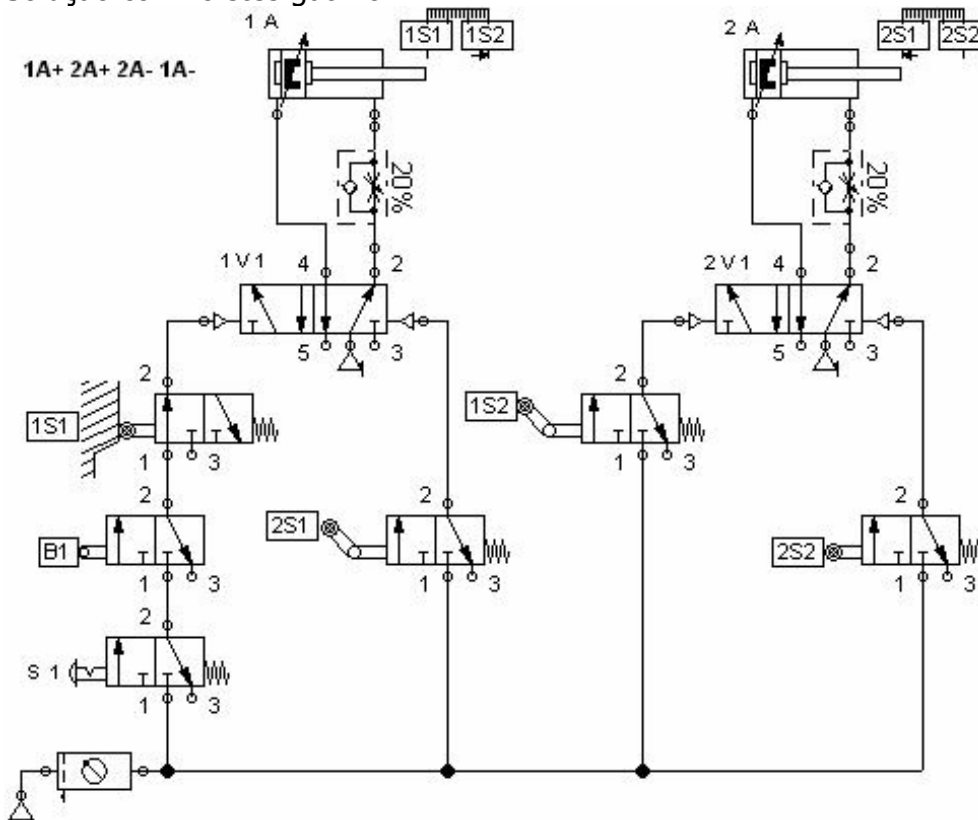 1 A 1S1 1S2 2 A 2S1 2S2
1A+ 2A+ 2A- 1A-
20% 20%
1 V 1 4 2 2 V 1 4 2
5 3 5 3
2 2
1S1 1S2
1 3 1 3
2 2 2
B1 2S1 2S2
1 3 1 3 1 3
2
S 1
1 3